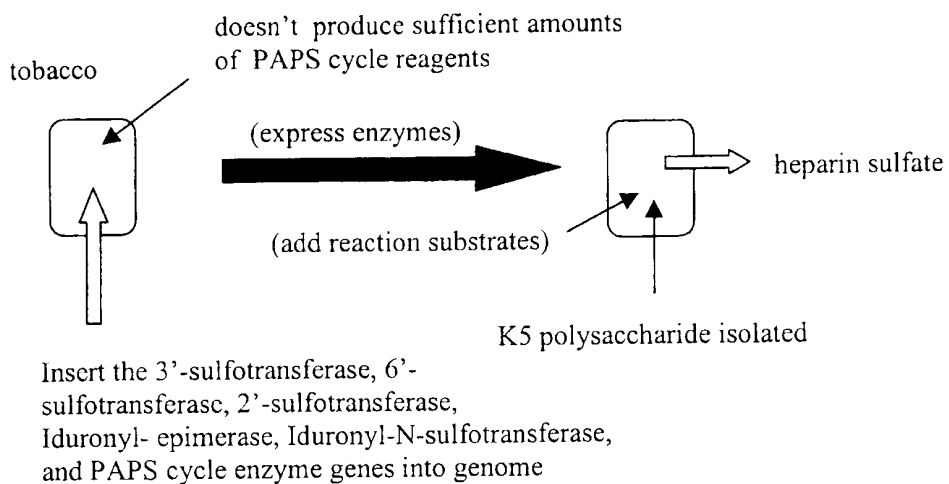 doesn't produce sufficient amounts
of PAPS cycle reagents
tobacco
(express enzymes)
heparin sulfate
(add reaction substrates)
K5 polysaccharide isolated
Insert the 3'-sulfotransferase, 6'-
sulfotransferase, 2'-sulfotransferase,
Iduronyl- epimerase, Iduronyl-N-sulfotransferase,
and PAPS cycle enzyme genes into genome